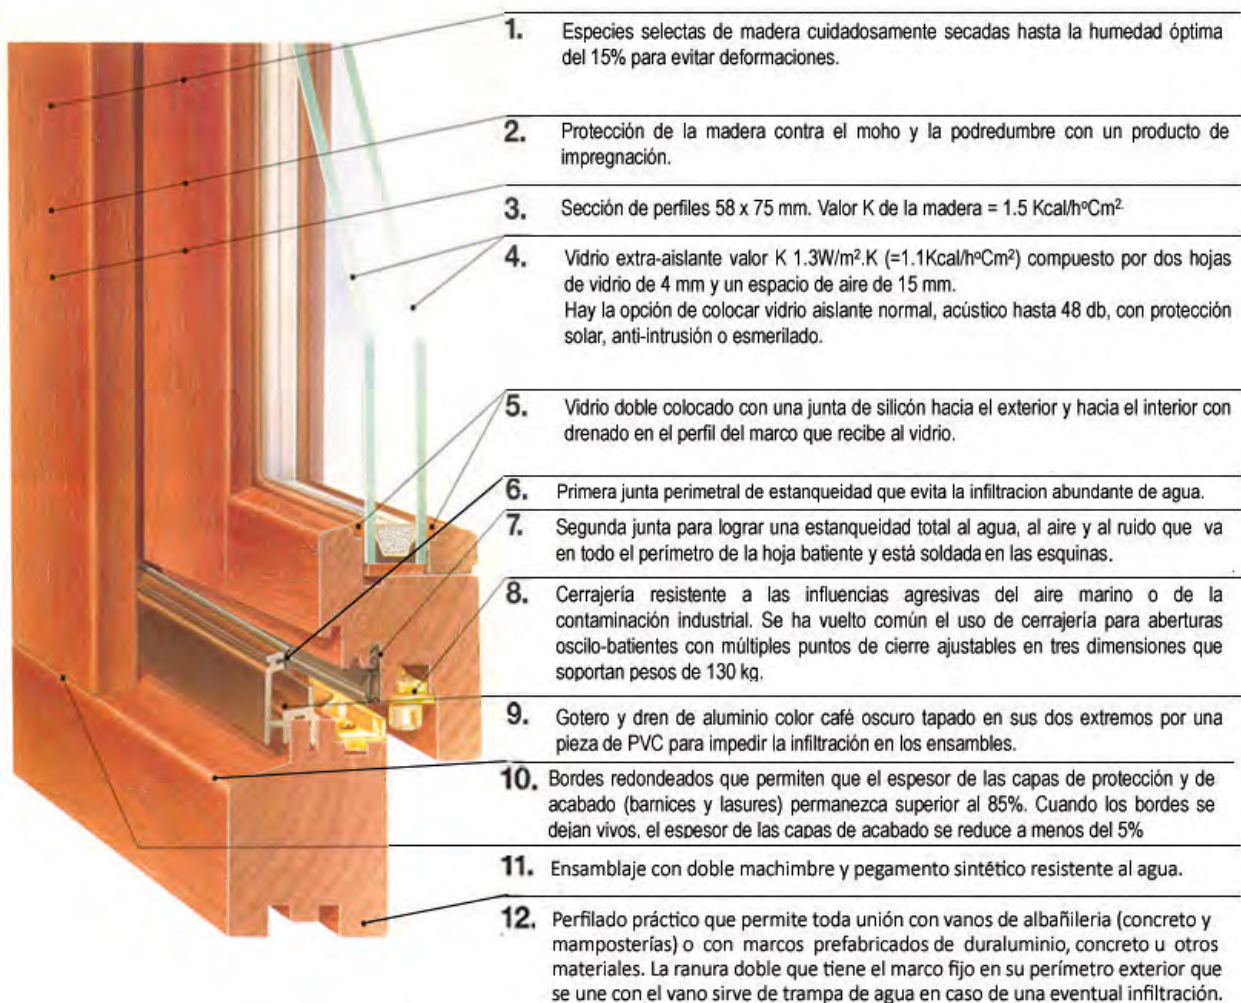 1. Especies selectas de madera cuidadosamente secadas hasta la humedad óptima
del 15% para evitar deformaciones.
2. Protección de la madera contra el moho y la podredumbre con un producto de
impregnación.
3. Sección de perfiles 58 x 75 mm. Valor K de la madera = 1.5 Kcal/hºCm².
4. Vidrio extra-aislante valor K 1.3W/m².K (=1.1Kcal/hºCm²) compuesto por dos hojas
de vidrio de 4 mm y un espacio de aire de 15 mm.
Hay la opción de colocar vidrio aislante normal, acústico hasta 48 db, con protección
solar, anti-intrusión o esmerilado.
5. Vidrio doble colocado con una junta de silicón hacia el exterior y hacia el interior con
drenado en el perfil del marco que recibe al vidrio.
6. Primera junta perimetral de estanqueidad que evita la infiltracion abundante de agua.
7. Segunda junta para lograr una estanqueidad total al agua, al aire y al ruido que va
en todo el perímetro de la hoja batiente y está soldada en las esquinas.
8. Cerrajería resistente a las influencias agresivas del aire marino o de la
contaminación industrial. Se ha vuelto común el uso de cerrajería para aberturas
oscilo-batientes con múltiples puntos de cierre ajustables en tres dimensiones que
soportan pesos de 130 kg.
9. Gotero y dren de aluminio color café oscuro tapado en sus dos extremos por una
pieza de PVC para impedir la infiltración en los ensambles.
10. Bordes redondeados que permiten que el espesor de las capas de protección y de
acabado (barnices y lasures) permanezca superior al 85%. Cuando los bordes se
dejan vivos, el espesor de las capas de acabado se reduce a menos del 5%
11. Ensamblaje con doble machimbre y pegamento sintético resistente al agua.
12. Perfilado práctico que permite toda unión con vanos de albañileria (concreto y
mamposterías) o con marcos prefabricados de duraluminio, concreto u otros
materiales. La ranura doble que tiene el marco fijo en su perímetro exterior que
se une con el vano sirve de trampa de agua en caso de una eventual infiltración.